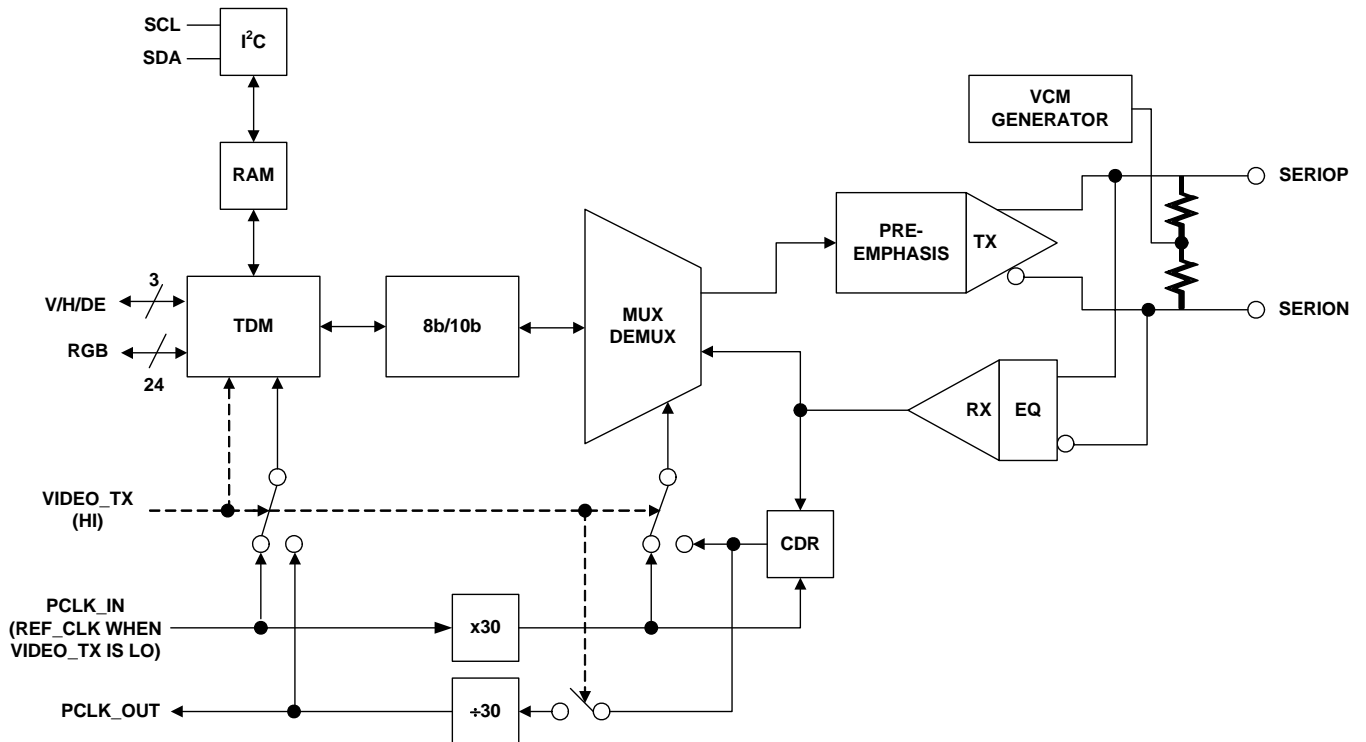 SCL
SDA
I²C
VCM
GENERATOR
RAM
SERIOP
PRE-
EMPHASIS
TX
3
V/H/DE
TDM
8b/10b
MUX
DEMUX
SERION
RGB
24
RX
EQ
VIDEO_TX
(HI)
CDR
PCLK_IN
(REF_CLK WHEN
VIDEO_TX IS LO)
x30
PCLK_OUT
÷30